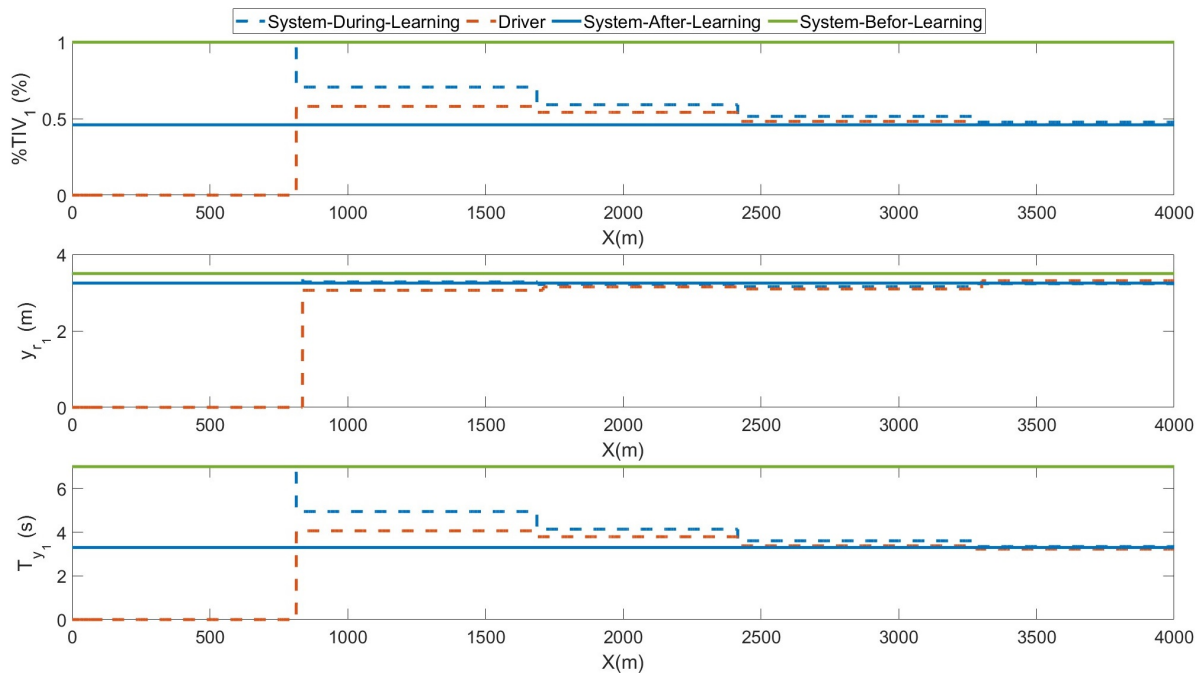 System-During-Learning Driver System-After-Learning System-Befor-Learning
1
0.5
0
%TIV1 (%)
0 500 1000 1500 2000 2500 3000 3500 4000
X(m)
4
2
0
yr1 (m)
0 500 1000 1500 2000 2500 3000 3500 4000
X(m)
6
4
2
0
Ty1 (s)
0 500 1000 1500 2000 2500 3000 3500 4000
X(m)